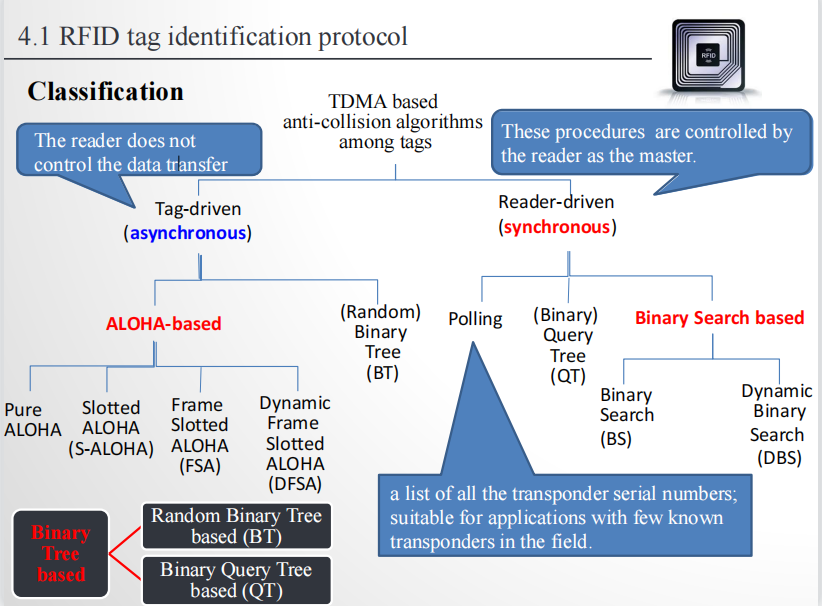 4.1 RFID tag identification protocol
RFID
Classification
TDMA based
anti-collision algorithms
among tags
The reader does not
control the data transfer
These procedures are controlled by
the reader as the master.
Tag-driven
(asynchronous)
Reader-driven
(synchronous)
ALOHA-based
(Random)
Binary
Tree
(BT)
Polling
(Binary)
Query
Tree
(QT)
Binary Search based
Pure
ALOHA
Slotted
ALOHA
(S-ALOHA)
Frame
Slotted
ALOHA
(FSA)
Dynamic
Frame
Slotted
ALOHA
(DFSA)
Binary
Search
(BS)
Dynamic
Binary
Search
(DBS)
a list of all the transponder serial numbers;
suitable for applications with few known
transponders in the field.
Binary
Tree
based
Random Binary Tree
based (BT)
Binary Query Tree
based (QT)